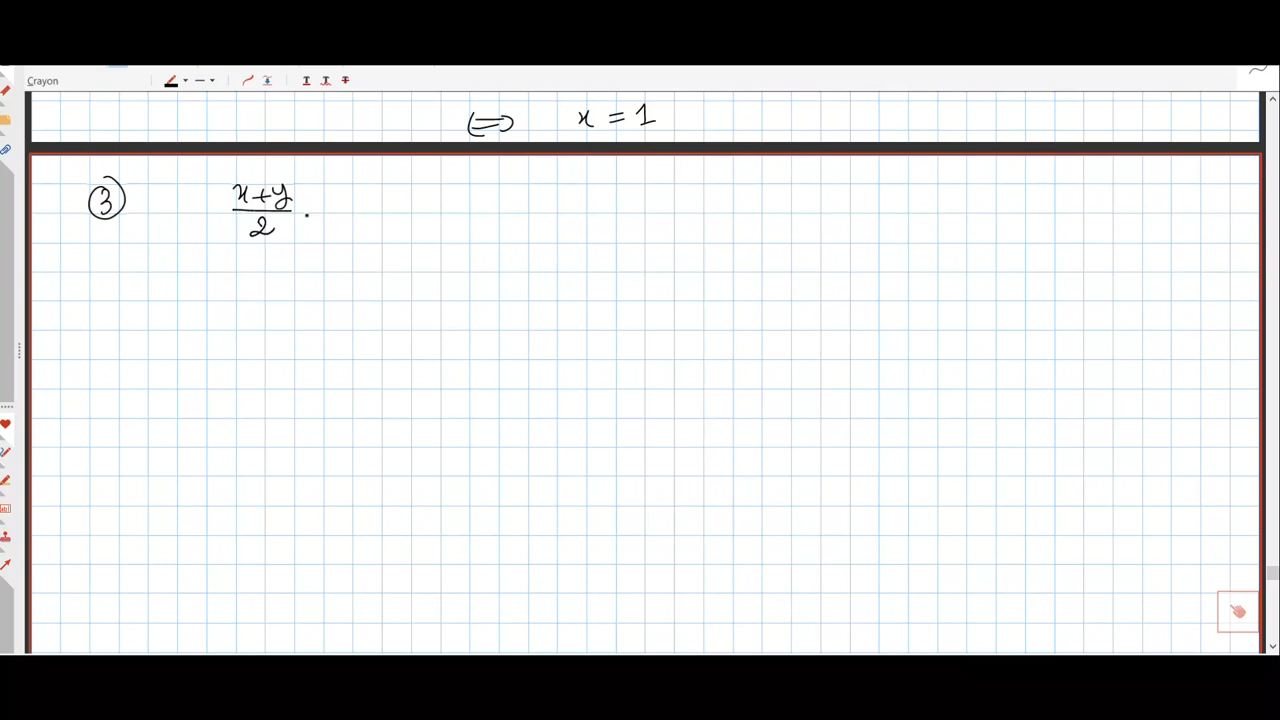 Crayon
⟺ x = 1
③ x+y
2